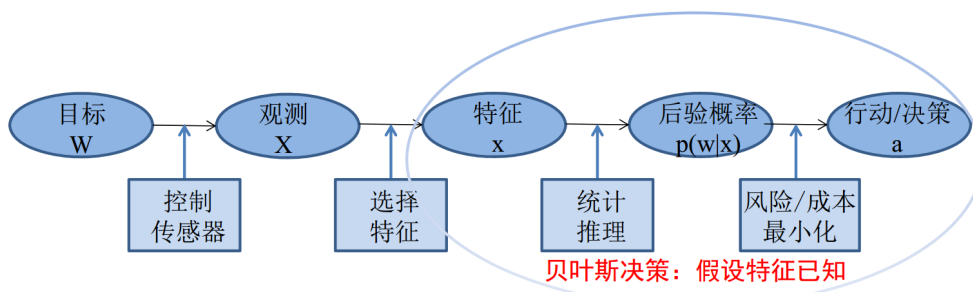 目标
W
观测
X
特征
x
后验概率
p(w|x)
行动/决策
a
控制
传感器
选择
特征
统计
推理
风险/成本
最小化
贝叶斯决策：假设特征已知